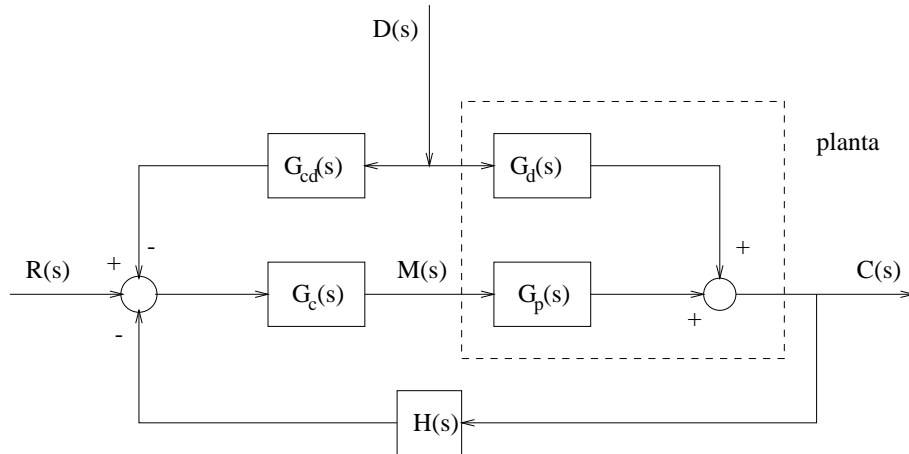 D(s)
planta
G_cd(s)
G_d(s)
-
+
R(s)
+
M(s)
C(s)
G_c(s)
G_p(s)
+
-
H(s)